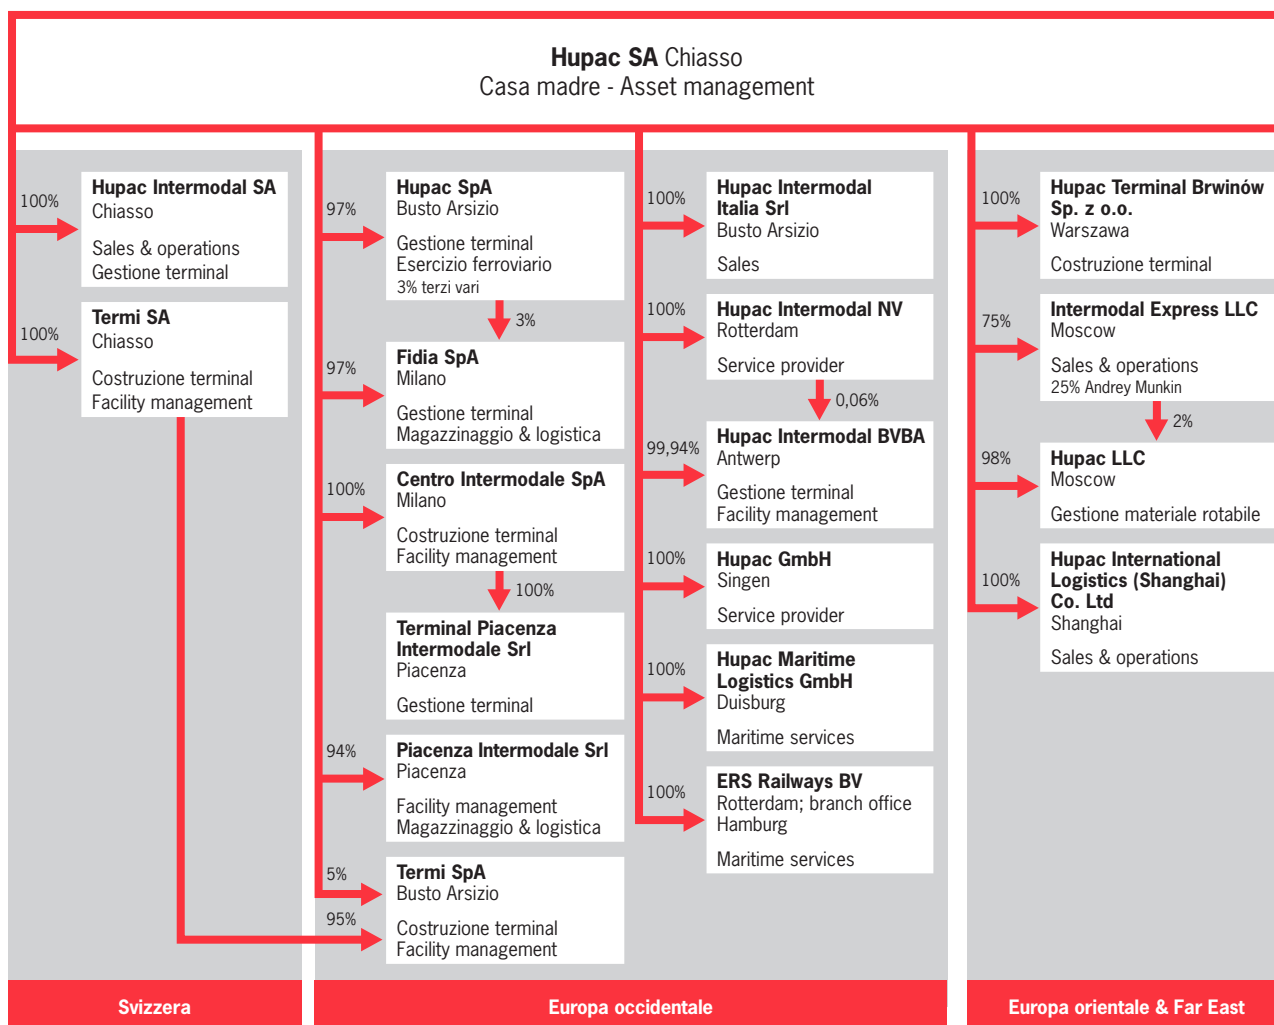 Hupac SA Chiasso
Casa madre - Asset management
100%
Hupac Intermodal SA
Chiasso
Sales & operations
Gestione terminal
100%
Termi SA
Chiasso
Costruzione terminal
Facility management
97%
Hupac SpA
Busto Arsizio
Gestione terminal
Esercizio ferroviario
3% terzi vari
3%
97%
Fidia SpA
Milano
Gestione terminal
Magazzinaggio & logistica
100%
Centro Intermodale SpA
Milano
Costruzione terminal
Facility management
100%
Terminal Piacenza
Intermodale Srl
Piacenza
Gestione terminal
94%
Piacenza Intermodale Srl
Piacenza
Facility management
Magazzinaggio & logistica
5%
95%
Termi SpA
Busto Arsizio
Costruzione terminal
Facility management
100%
Hupac Intermodal
Italia Srl
Busto Arsizio
Sales
100%
Hupac Intermodal NV
Rotterdam
Service provider
0,06%
99,94%
Hupac Intermodal BVBA
Antwerp
Gestione terminal
Facility management
100%
Hupac GmbH
Singen
Service provider
100%
Hupac Maritime
Logistics GmbH
Duisburg
Maritime services
100%
ERS Railways BV
Rotterdam; branch office
Hamburg
Maritime services
100%
Hupac Terminal Brwinów
Sp. z o.o.
Warszawa
Costruzione terminal
75%
Intermodal Express LLC
Moscow
Sales & operations
25% Andrey Munkin
2%
98%
Hupac LLC
Moscow
Gestione materiale rotabile
100%
Hupac International
Logistics (Shanghai)
Co. Ltd
Shanghai
Sales & operations
Svizzera
Europa occidentale
Europa orientale & Far East